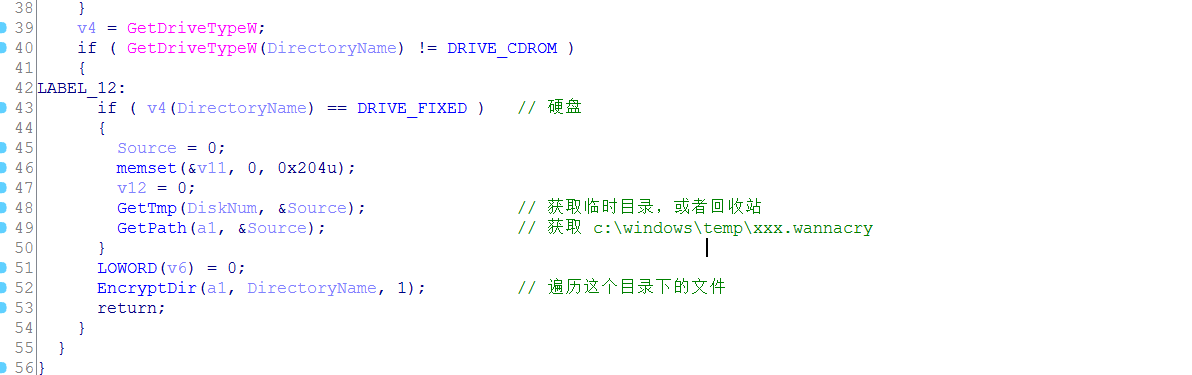 38 }
39 v4 = GetDriveTypeW;
40 if ( GetDriveTypeW(DirectoryName) != DRIVE_CDROM )
41 {
42 LABEL_12:
43 if ( v4(DirectoryName) == DRIVE_FIXED ) // 硬盘
44 {
45 Source = 0;
46 memset(&v11, 0, 0x204u);
47 v12 = 0;
48 GetTmp(DiskNum, &Source); // 获取临时目录，或者回收站
49 GetPath(a1, &Source); // 获取 c:\windows\temp\xxx.wannacry
50 }
51 LOWORD(v6) = 0;
52 EncryptDir(a1, DirectoryName, 1); // 遍历这个目录下的文件
53 return;
54 }
55 }
56 }